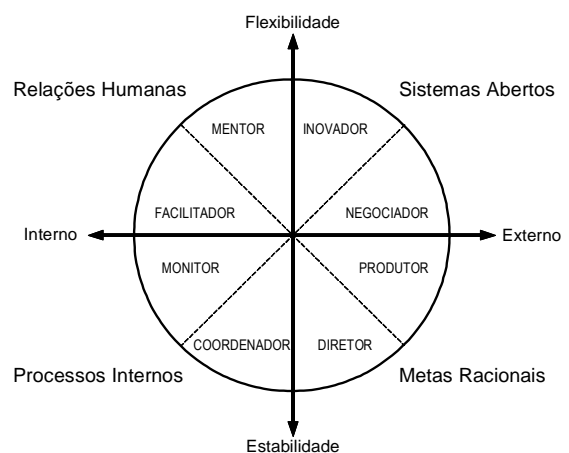 Flexibilidade
Relações Humanas
Sistemas Abertos
MENTOR
INOVADOR
FACILITADOR
NEGOCIADOR
Interno
Externo
MONITOR
PRODUTOR
COORDENADOR
DIRETOR
Processos Internos
Metas Racionais
Estabilidade